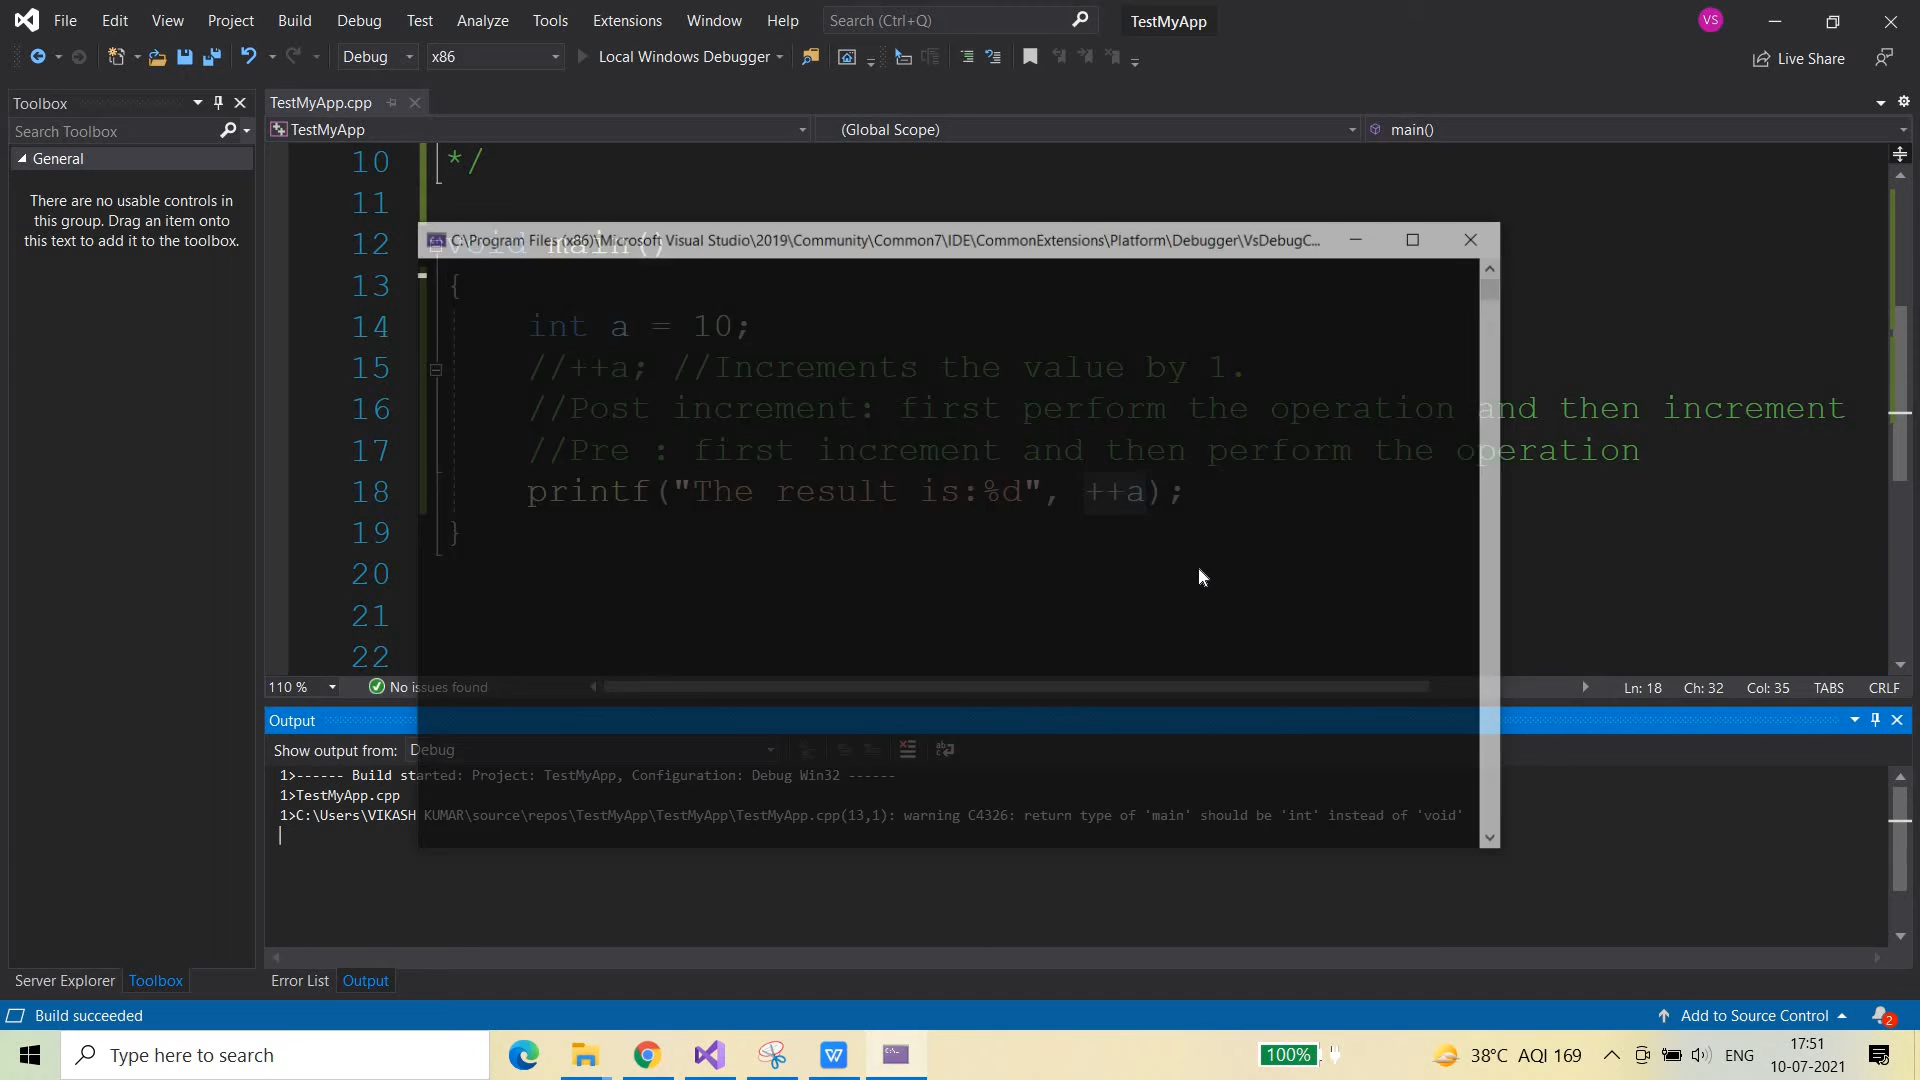 File Edit View Project Build Debug Test Analyze Tools Extensions Window Help Search (Ctrl+Q) TestMyApp VS
Debug x86 Local Windows Debugger Live Share
Toolbox
Search Toolbox
General
There are no usable controls in
this group. Drag an item onto
this text to add it to the toolbox.
TestMyApp.cpp
TestMyApp (Global Scope) main()
10 */
11
12 void main()
C:\Program Files (x86)\Microsoft Visual Studio\2019\Community\Common7\IDE\CommonExtensions\Platform\Debugger\VsDebugC...
13 {
14 int a = 10;
15 //++a; //Increments the value by 1.
16 //Post increment: first perform the operation and then increment
17 //Pre : first increment and then perform the operation
18 printf("The result is:%d", ++a);
19 }
20
21
22
110 % No issues found Ln: 18 Ch: 32 Col: 35 TABS CRLF
Output
Show output from: Debug
1>------ Build started: Project: TestMyApp, Configuration: Debug Win32 ------
1>TestMyApp.cpp
1>C:\Users\VIKASH KUMAR\source\repos\TestMyApp\TestMyApp\TestMyApp.cpp(13,1): warning C4326: return type of 'main' should be 'int' instead of 'void'
Server Explorer Toolbox Error List Output
Build succeeded Add to Source Control 2
Type here to search 100% 38°C AQI 169 ENG 17:51
10-07-2021